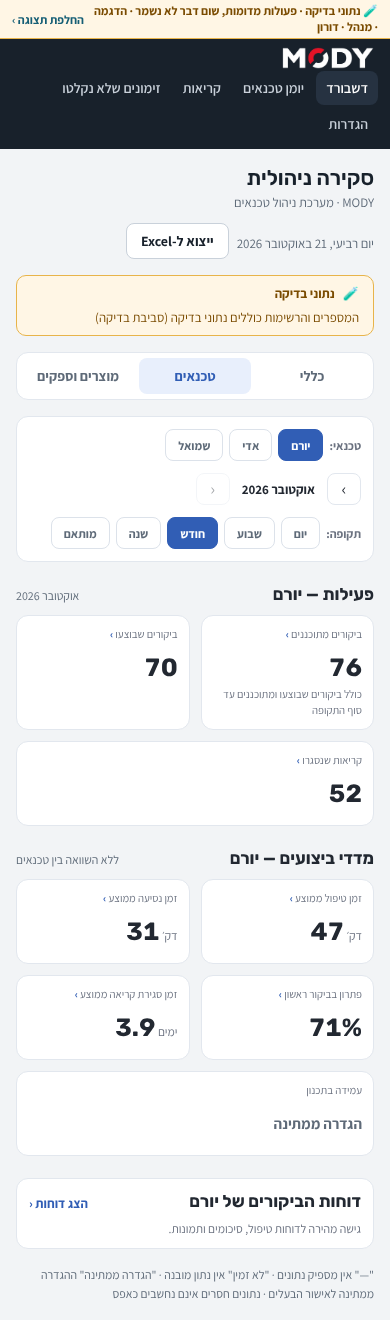 🧪 נתוני בדיקה · פעולות מדומות, שום דבר לא נשמר · הדגמה
· מנהל · דורון
החלפת תצוגה ›
MODY
דשבורד
יומן טכנאים
קריאות
זימונים שלא נקלטו
הגדרות
סקירה ניהולית
MODY · מערכת ניהול טכנאים
יום רביעי, 21 באוקטובר 2026
ייצוא ל-Excel
🧪 נתוני בדיקה
המספרים והרשימות כוללים נתוני בדיקה (סביבת בדיקה)
כללי
טכנאים
מוצרים וספקים
טכנאי:
יורם
אדי
שמואל
‹ אוקטובר 2026 ›
תקופה:
יום
שבוע
חודש
שנה
מותאם
פעילות — יורם
אוקטובר 2026
ביקורים מתוכננים ›
76
כולל ביקורים שבוצעו ומתוכננים עד
סוף התקופה
ביקורים שבוצעו ›
70
קריאות שנסגרו ›
52
מדדי ביצועים — יורם
ללא השוואה בין טכנאים
זמן טיפול ממוצע ›
47 דק׳
זמן נסיעה ממוצע ›
31 דק׳
פתרון בביקור ראשון ›
71%
זמן סגירת קריאה ממוצע ›
3.9 ימים
עמידה בתכנון
הגדרה ממתינה
דוחות הביקורים של יורם
הצג דוחות ›
גישה מהירה לדוחות טיפול, סיכומים ותמונות.
"—" אין מספיק נתונים · "לא זמין" אין נתון מובנה · "הגדרה ממתינה" ההגדרה
ממתינה לאישור הבעלים · נתונים חסרים אינם נחשבים כאפס